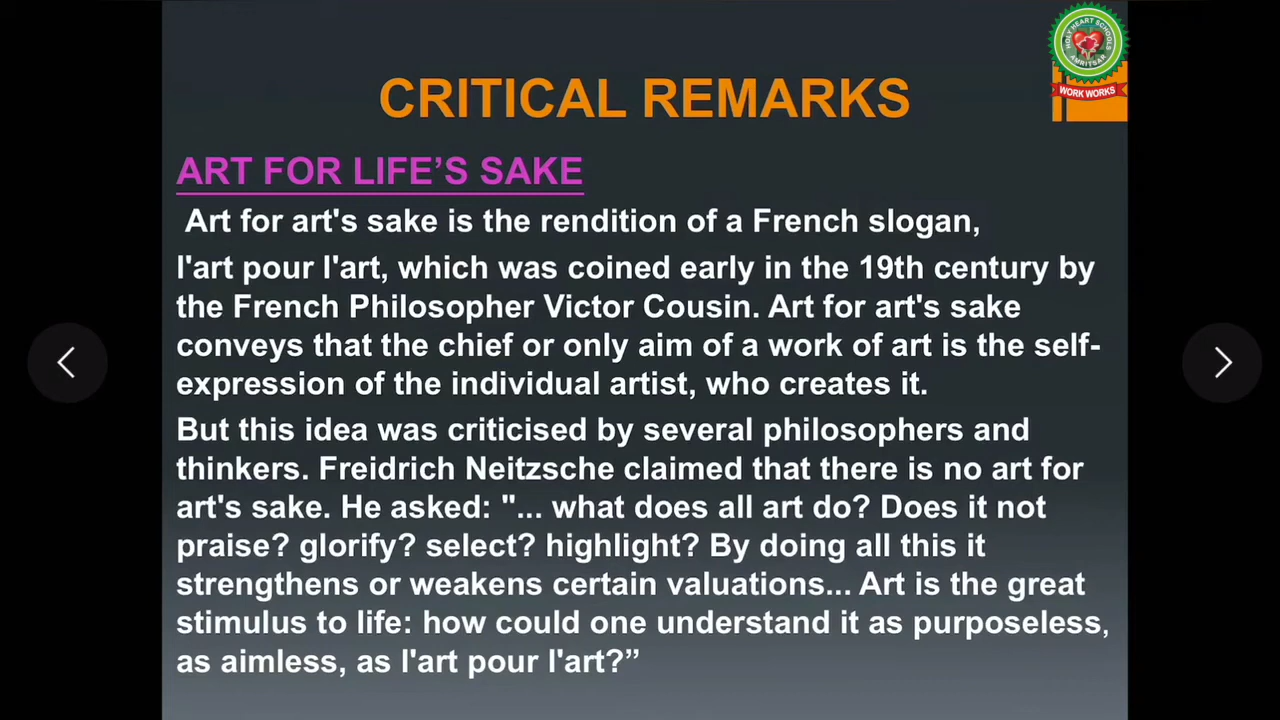 HOLY HEART SCHOOLS
AMRITSAR
WORK WORKS
CRITICAL REMARKS
ART FOR LIFE’S SAKE
Art for art's sake is the rendition of a French slogan,
l'art pour l'art, which was coined early in the 19th century by
the French Philosopher Victor Cousin. Art for art's sake
conveys that the chief or only aim of a work of art is the self-
expression of the individual artist, who creates it.
But this idea was criticised by several philosophers and
thinkers. Freidrich Neitzsche claimed that there is no art for
art's sake. He asked: "... what does all art do? Does it not
praise? glorify? select? highlight? By doing all this it
strengthens or weakens certain valuations... Art is the great
stimulus to life: how could one understand it as purposeless,
as aimless, as l'art pour l'art?”